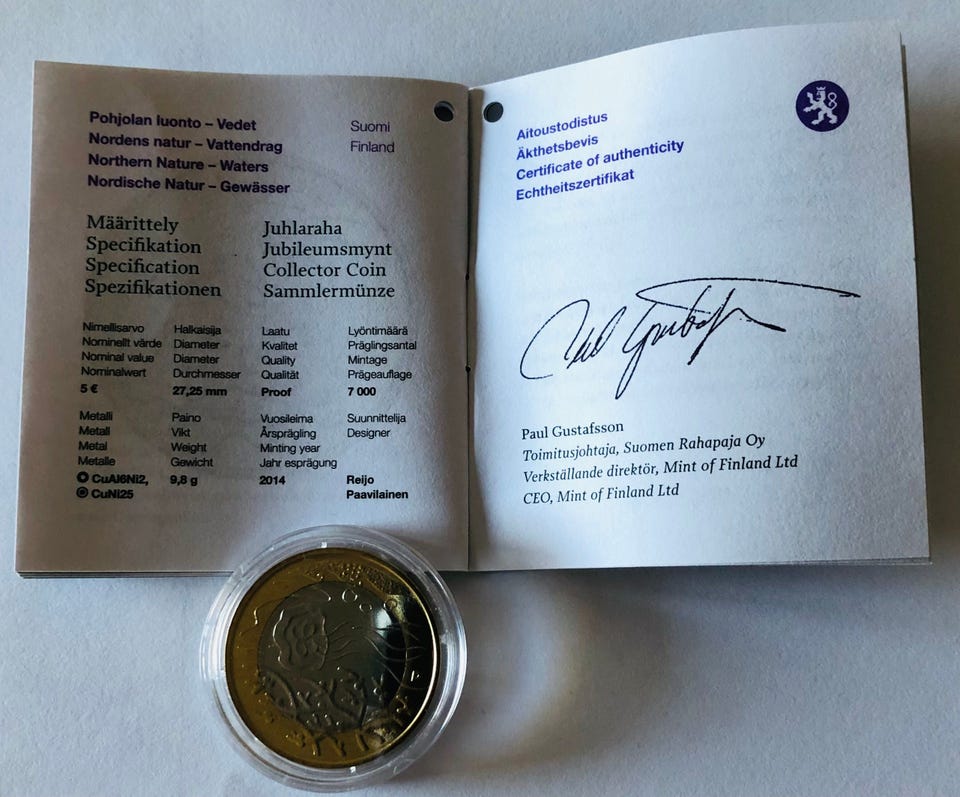 Pohjolan luonto – Vedet
Nordens natur – Vattendrag
Northern Nature – Waters
Nordische Natur – Gewässer
Suomi
Finland
Määrittely
Specifikation
Specification
Spezifikationen
Juhlaraha
Jubileumsmynt
Collector Coin
Sammlermünze
Nimellisarvo
Nominellt värde
Nominal value
Nominalwert
5 €
Halkaisija
Diameter
Diameter
Durchmesser
27,25 mm
Laatu
Kvalitet
Quality
Qualität
Proof
Lyöntimäärä
Präglingsantal
Mintage
Prägeauflage
7 000
Metalli
Metall
Metal
Metalle
CuAl6Ni2,
CuNi25
Paino
Vikt
Weight
Gewicht
9,8 g
Vuosileima
Årsprägling
Minting year
Jahr esprägung
2014
Suunnittelija
Designer
Reijo
Paavilainen
Aitoustodistus
Äkthetsbevis
Certificate of authenticity
Echtheitszertifikat
Paul Gustafsson
Paul Gustafsson
Toimitusjohtaja, Suomen Rahapaja Oy
Verkställande direktör, Mint of Finland Ltd
CEO, Mint of Finland Ltd